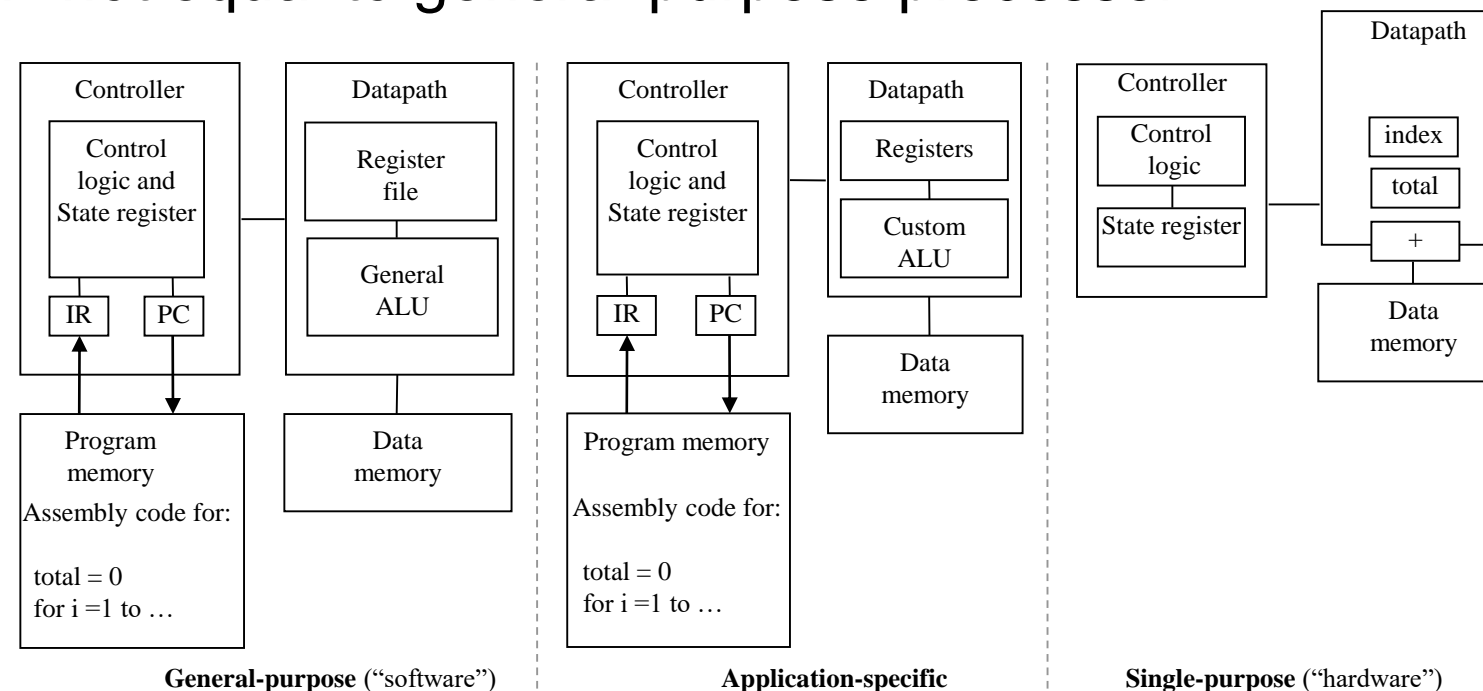 Controller
Control
logic and
State register
IR
PC
Datapath
Register
file
General
ALU
Program
memory
Assembly code for:
total = 0
for i =1 to …
Data
memory
General-purpose (“software”)
Controller
Control
logic and
State register
IR
PC
Datapath
Registers
Custom
ALU
Data
memory
Program memory
Assembly code for:
total = 0
for i =1 to …
Application-specific
Controller
Control
logic
State register
Datapath
index
total
+
Data
memory
Single-purpose (“hardware”)